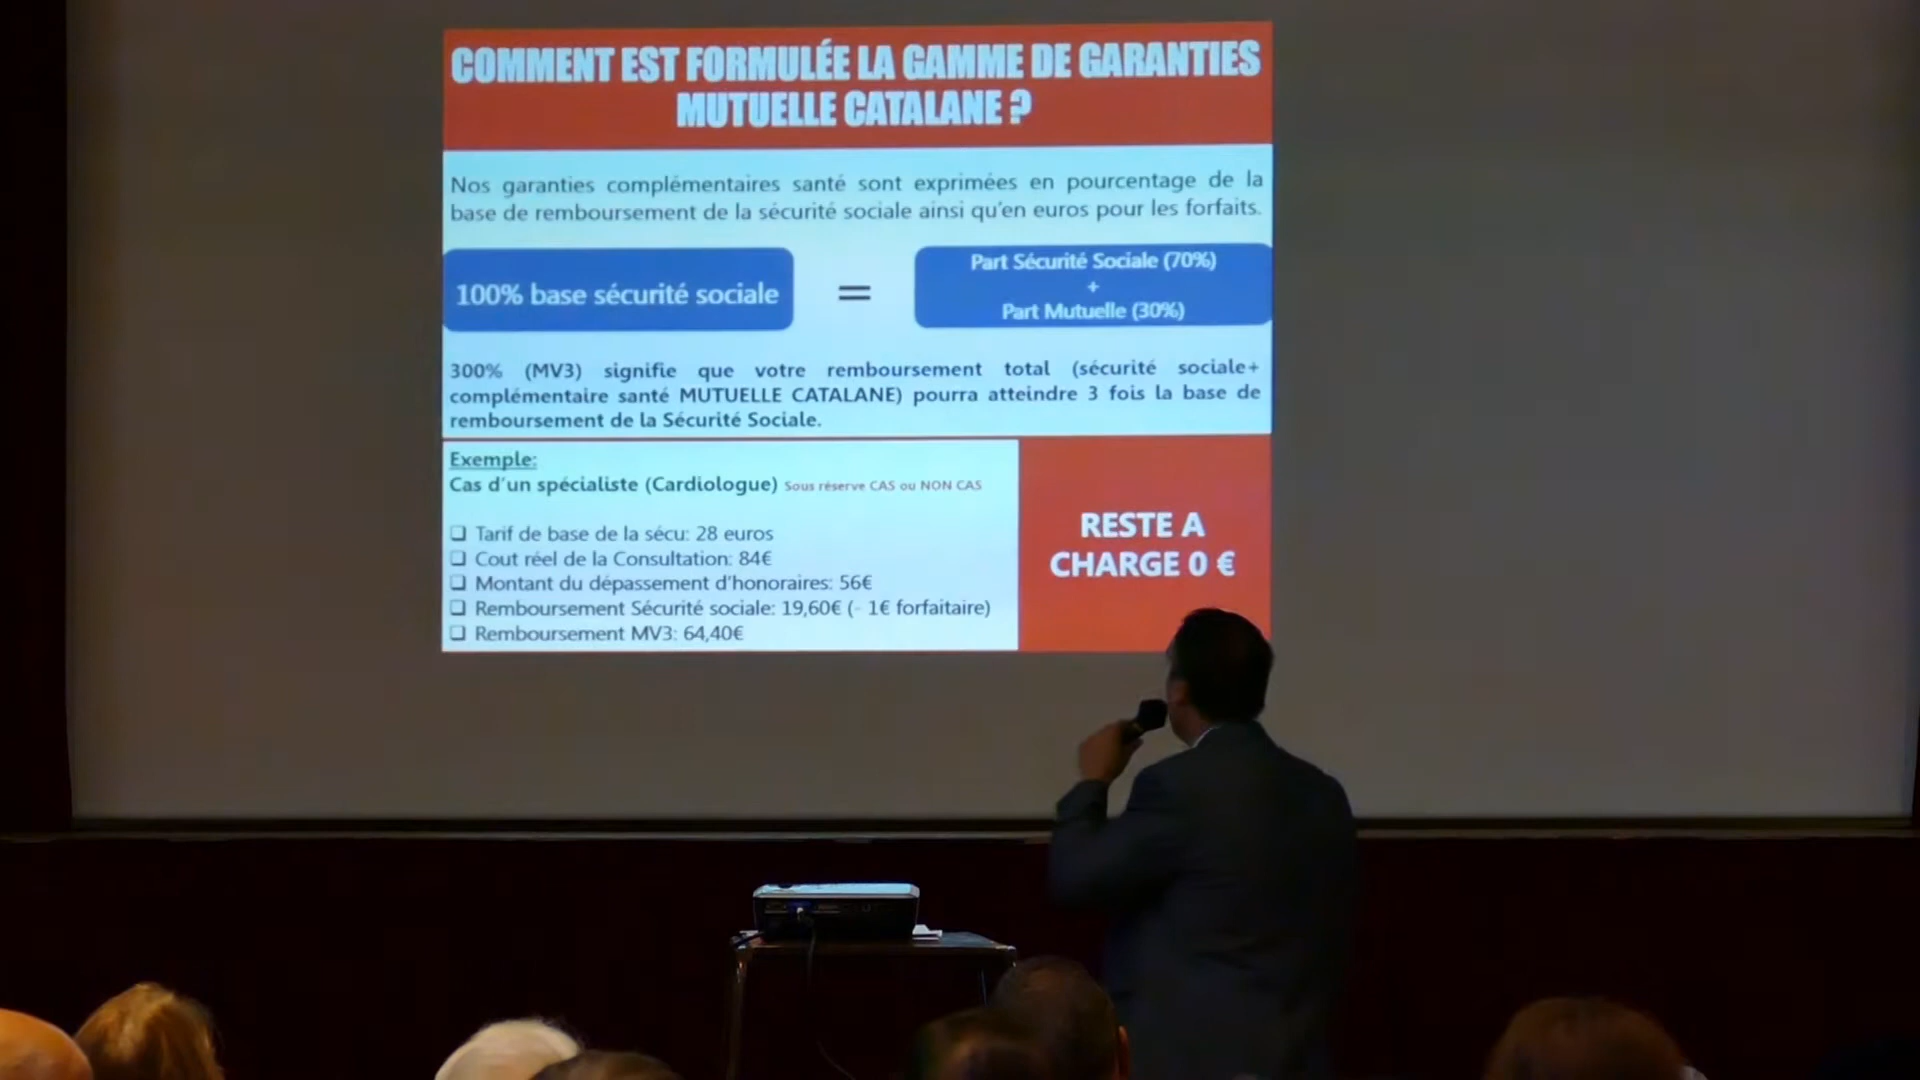 COMMENT EST FORMULÉE LA GAMME DE GARANTIES
MUTUELLE CATALANE ?
Nos garanties complémentaires santé sont exprimées en pourcentage de la
base de remboursement de la sécurité sociale ainsi qu'en euros pour les forfaits.
100% base sécurité sociale
=
Part Sécurité Sociale (70%)
+
Part Mutuelle (30%)
300% (MV3) signifie que votre remboursement total (sécurité sociale+
complémentaire santé MUTUELLE CATALANE) pourra atteindre 3 fois la base de
remboursement de la Sécurité Sociale.
Exemple:
Cas d'un spécialiste (Cardiologue) Sous réserve CAS ou NON CAS
❑ Tarif de base de la sécu: 28 euros
❑ Cout réel de la Consultation: 84€
❑ Montant du dépassement d'honoraires: 56€
❑ Remboursement Sécurité sociale: 19,60€ (- 1€ forfaitaire)
❑ Remboursement MV3: 64,40€
RESTE A
CHARGE 0 €